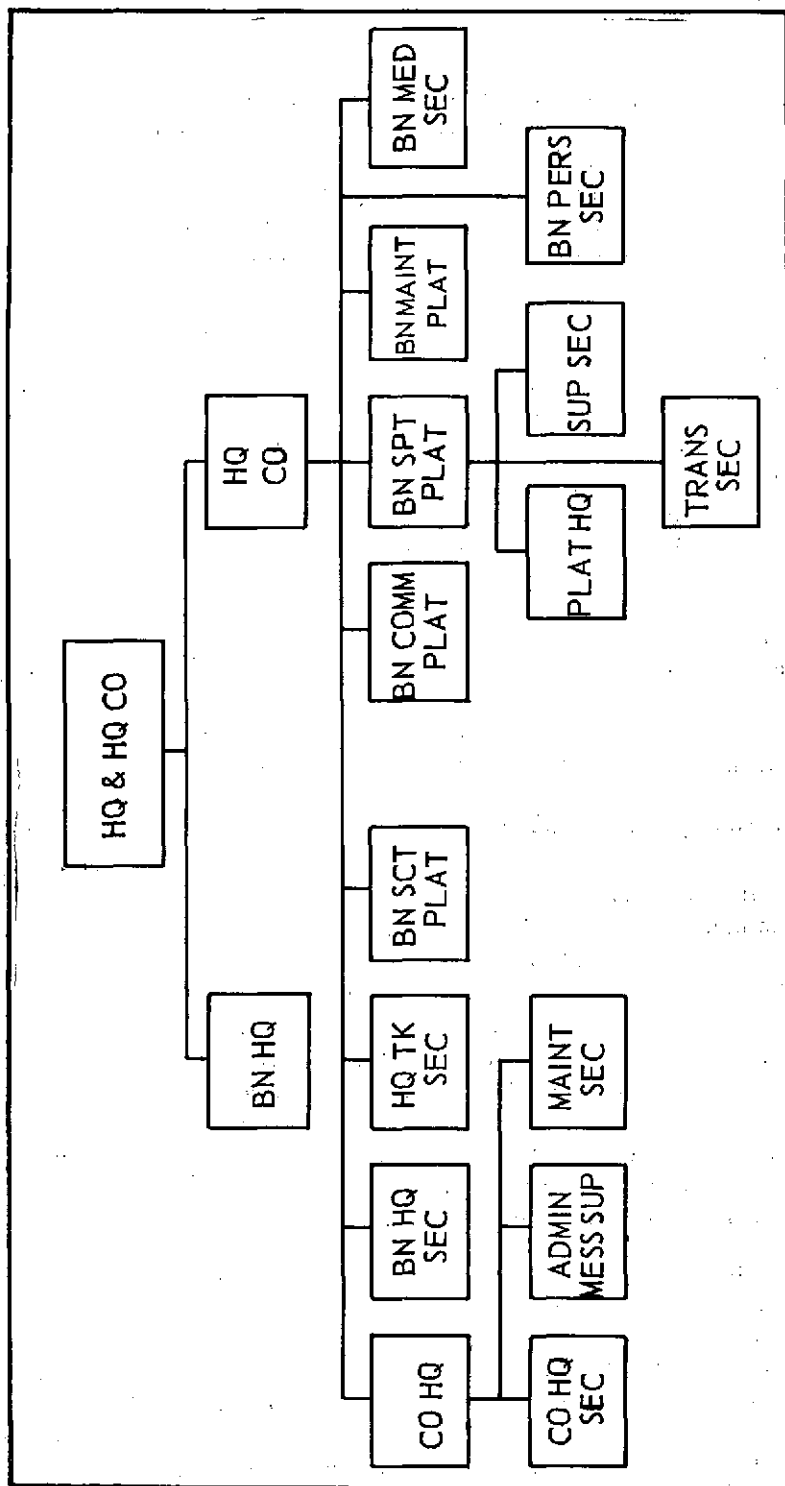 HQ & HQ CO
BN HQ
HQ
CO
CO HQ
BN HQ
SEC
HQ TK
SEC
BN SCT
PLAT
BN COMM
PLAT
BN SPT
PLAT
BN MAINT
PLAT
BN MED
SEC
CO HQ
SEC
ADMIN
MESS SUP
MAINT
SEC
PLAT HQ
SUP SEC
BN PERS
SEC
TRANS
SEC